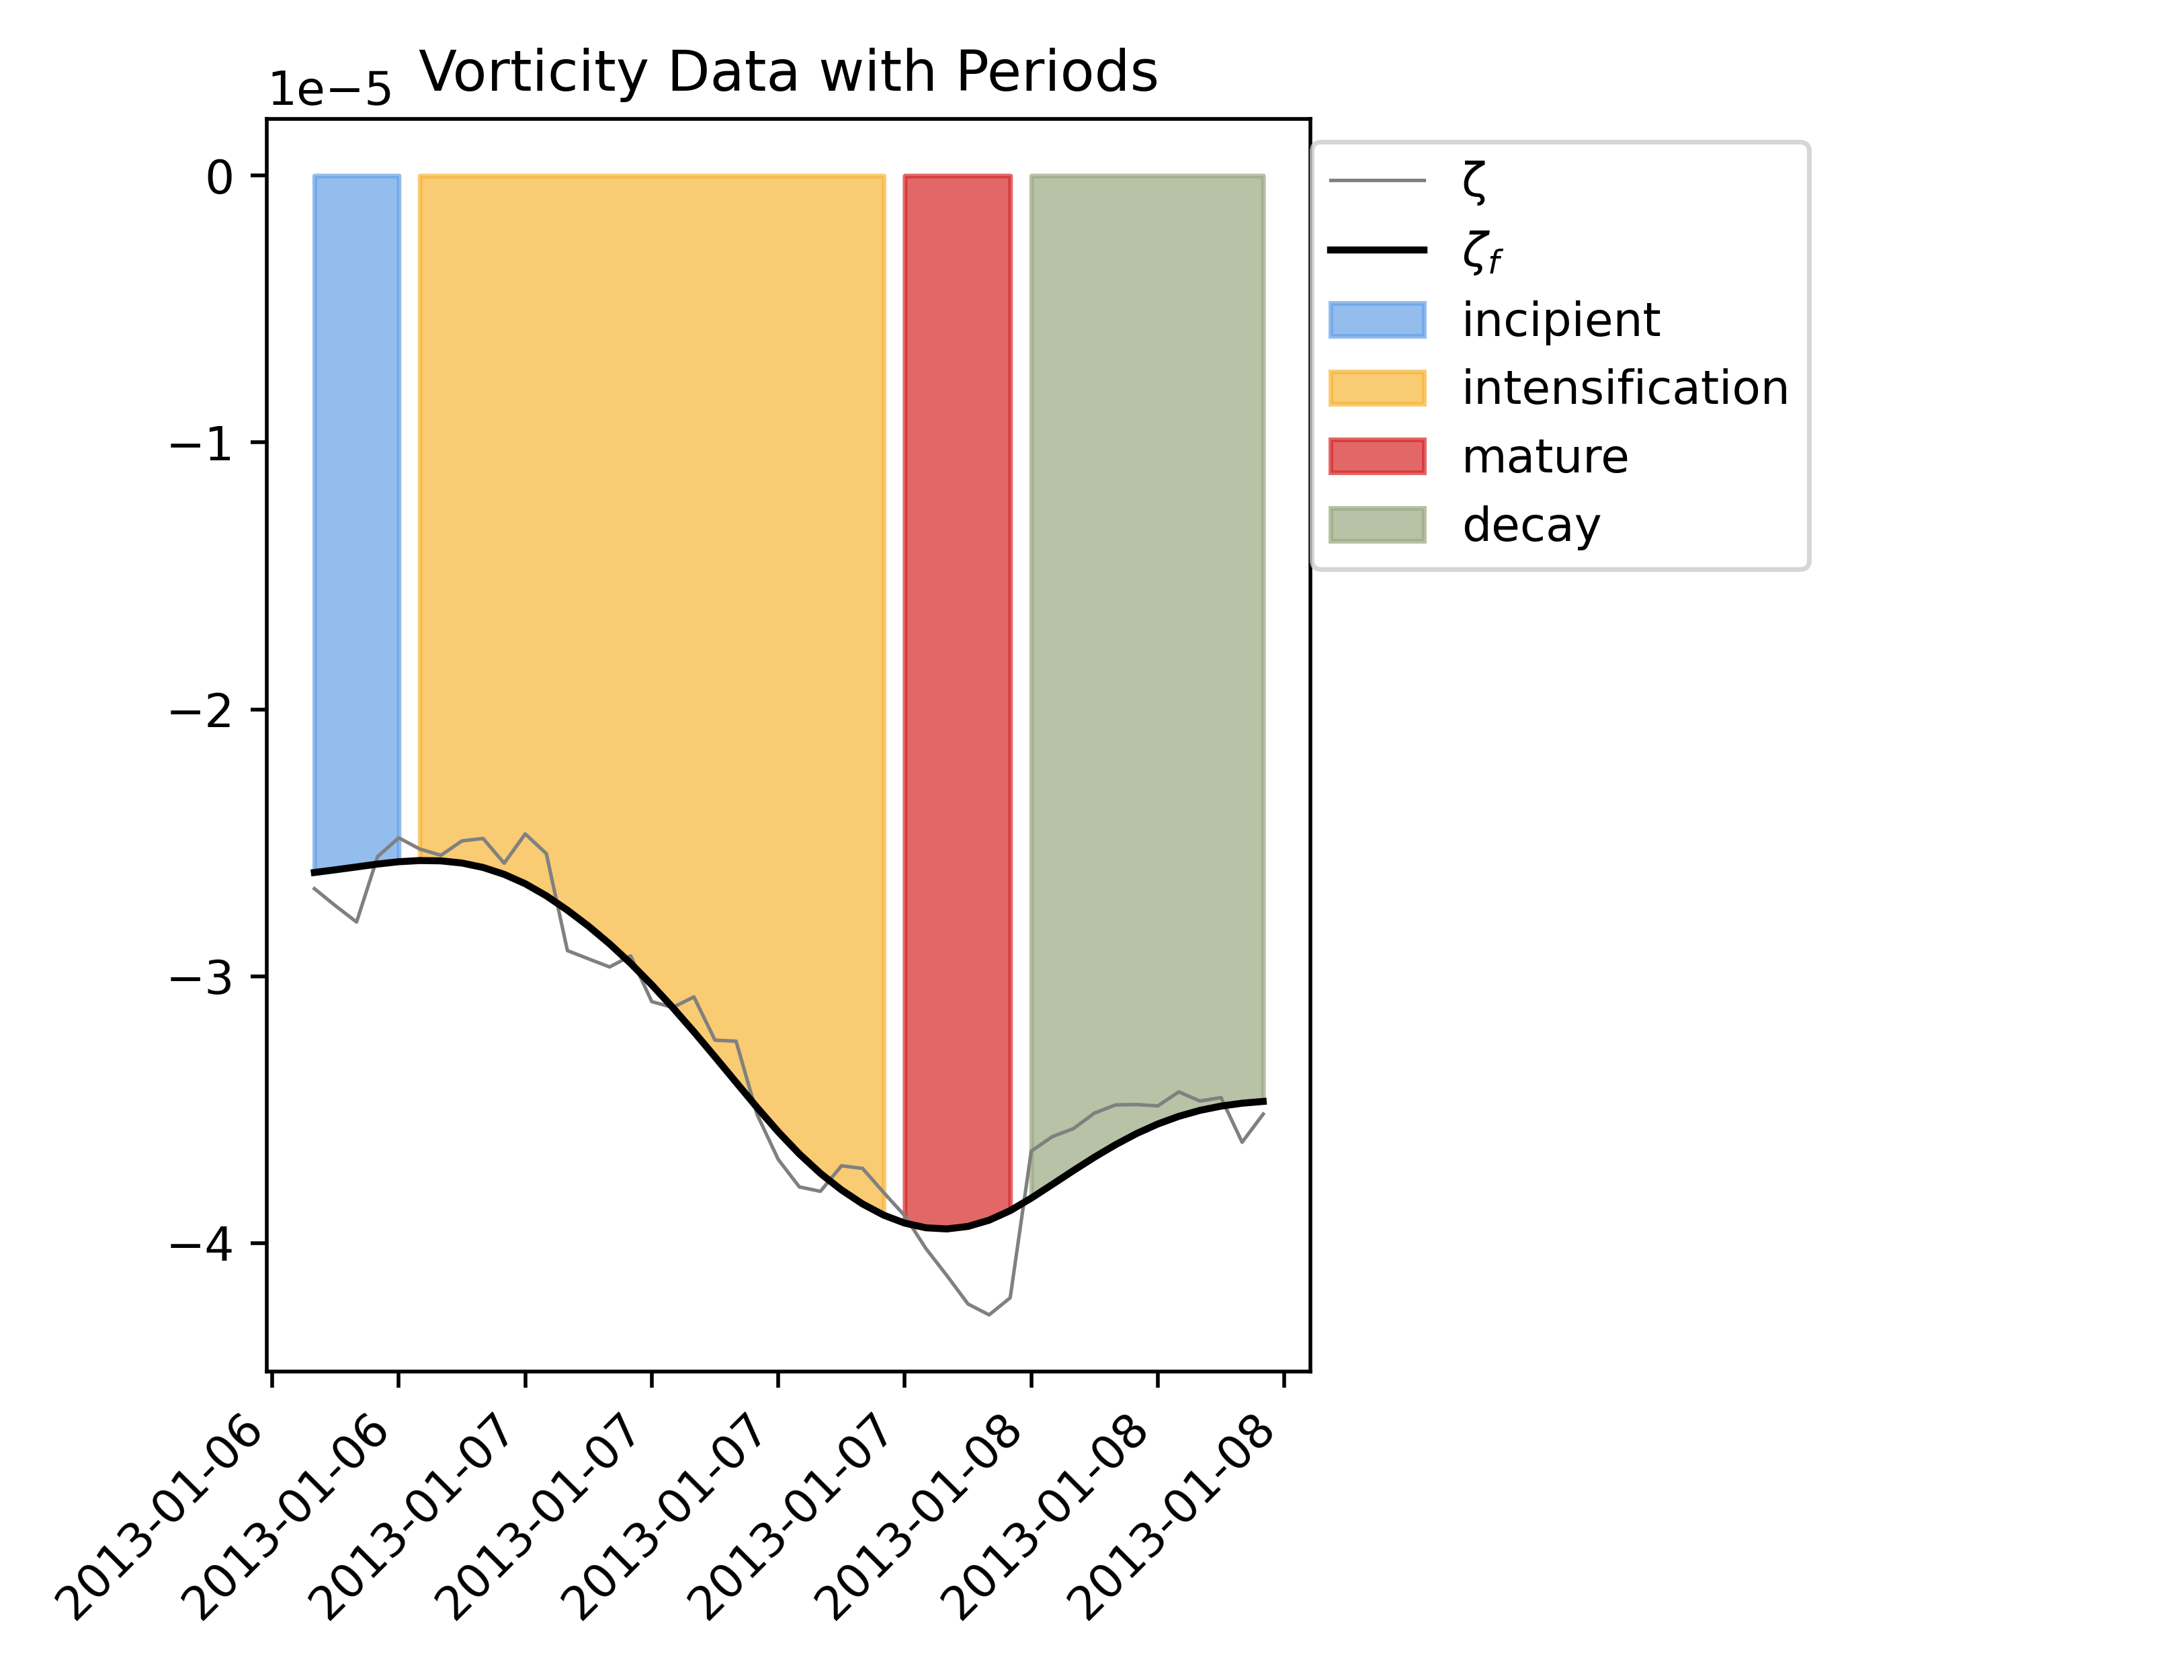 Vorticity Data with Periods
1e−5
0
−1
−2
−3
−4
2013-01-06
2013-01-06
2013-01-07
2013-01-07
2013-01-07
2013-01-07
2013-01-08
2013-01-08
2013-01-08
ζ
ζf
incipient
intensification
mature
decay